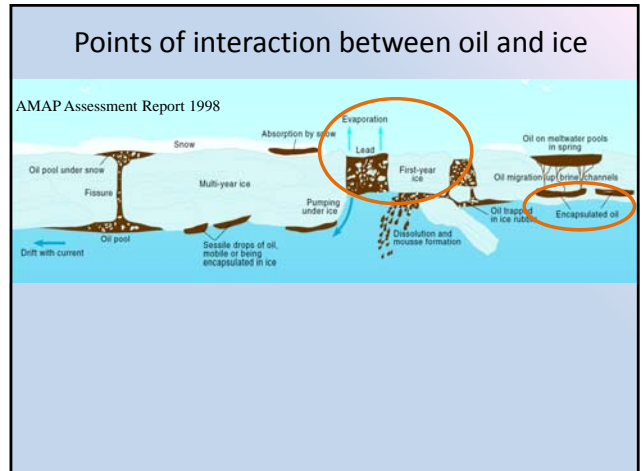 Points of interaction between oil and ice
AMAP Assessment Report 1998
Evaporation
Absorption by snow
Snow
Lead
Oil on meltwater pools
in spring
Oil pool under snow
First-year
ice
Oil migration up brine channels
Multi-year ice
Fissure
Pumping
under ice
Oil trapped
in ice rubble
Encapsulated oil
Oil pool
Dissolution and
mousse formation
Sessile drops of oil,
mobile or being
encapsulated in ice
Drift with current